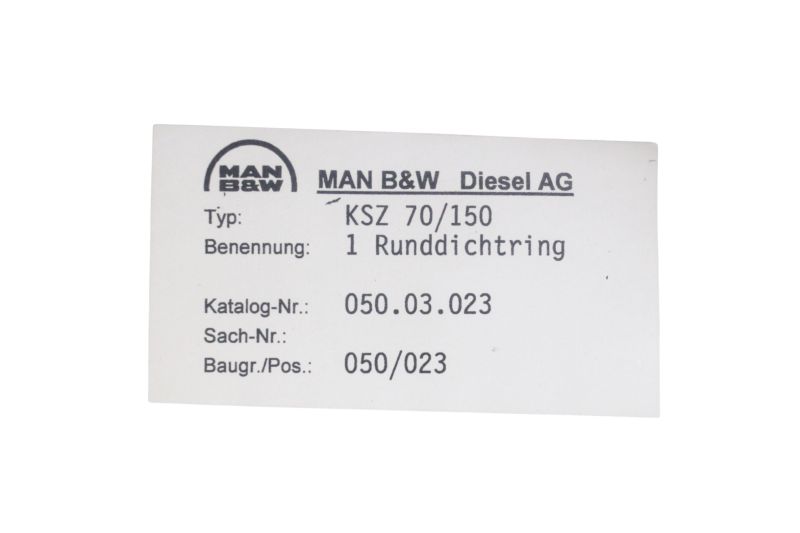 MAN
B&W
MAN B&W Diesel AG
Typ: KSZ 70/150
Benennung: 1 Runddichtring
Katalog-Nr.: 050.03.023
Sach-Nr.:
Baugr./Pos.: 050/023